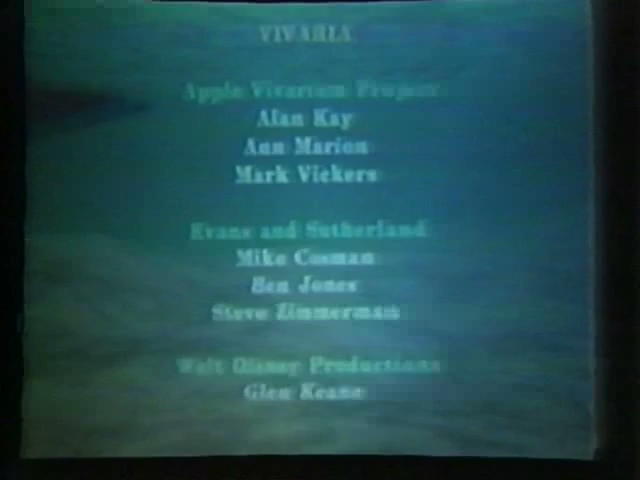 VIVARIA
Apple Vivarium Project
Alan Kay
Ann Marion
Mark Vickers
Evans and Sutherland
Mike Cosman
Ben Jones
Steve Zimmerman
Walt Disney Productions
Glen Keane